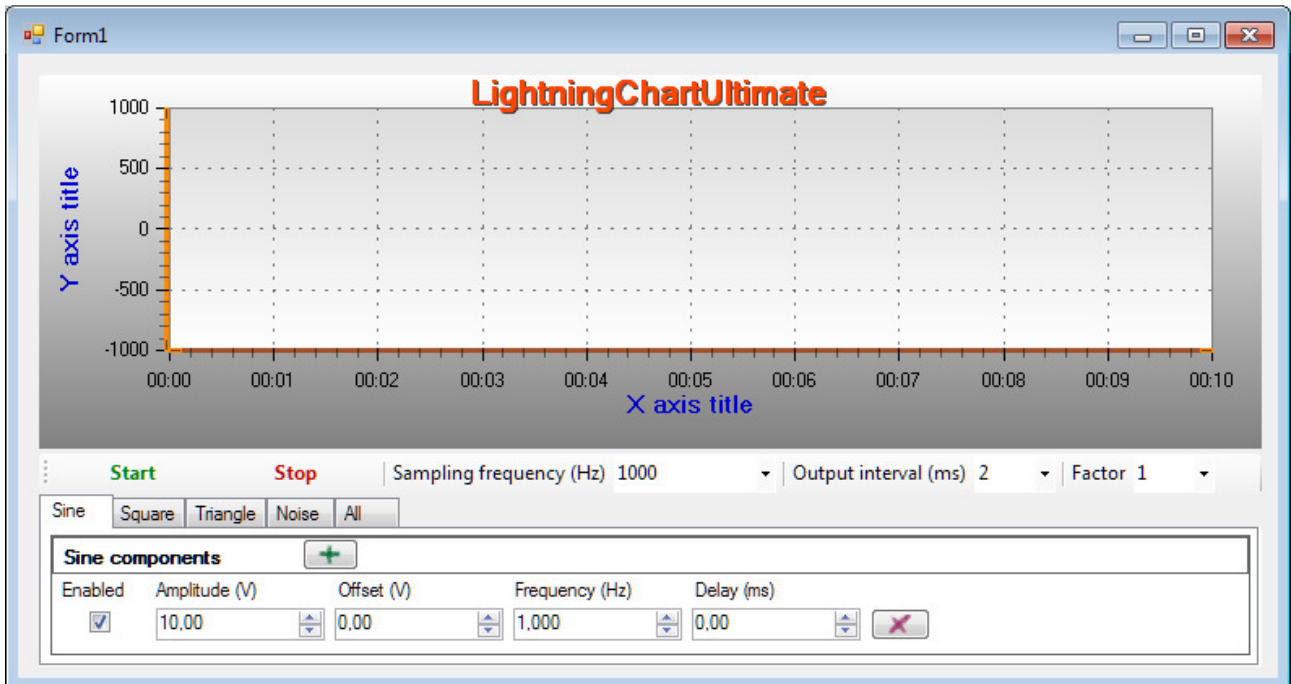 Form1
LightningChartUltimate
1000
500
0
-500
-1000
Y axis title
00:00 00:01 00:02 00:03 00:04 00:05 00:06 00:07 00:08 00:09 00:10
X axis title
Start Stop Sampling frequency (Hz) 1000 Output interval (ms) 2 Factor 1
Sine Square Triangle Noise All
Sine components
Enabled Amplitude (V) Offset (V) Frequency (Hz) Delay (ms)
10,00 0,00 1,000 0,00